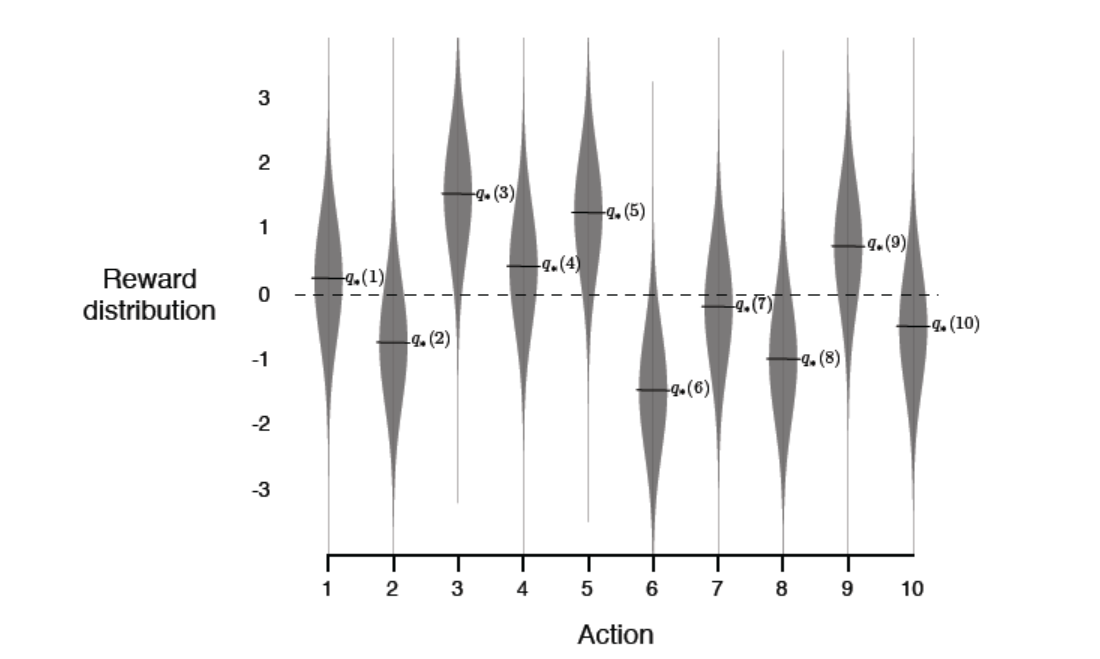 3
2
1
0
-1
-2
-3
Reward
distribution
q*(1)
q*(2)
q*(3)
q*(4)
q*(5)
q*(6)
q*(7)
q*(8)
q*(9)
q*(10)
1 2 3 4 5 6 7 8 9 10
Action